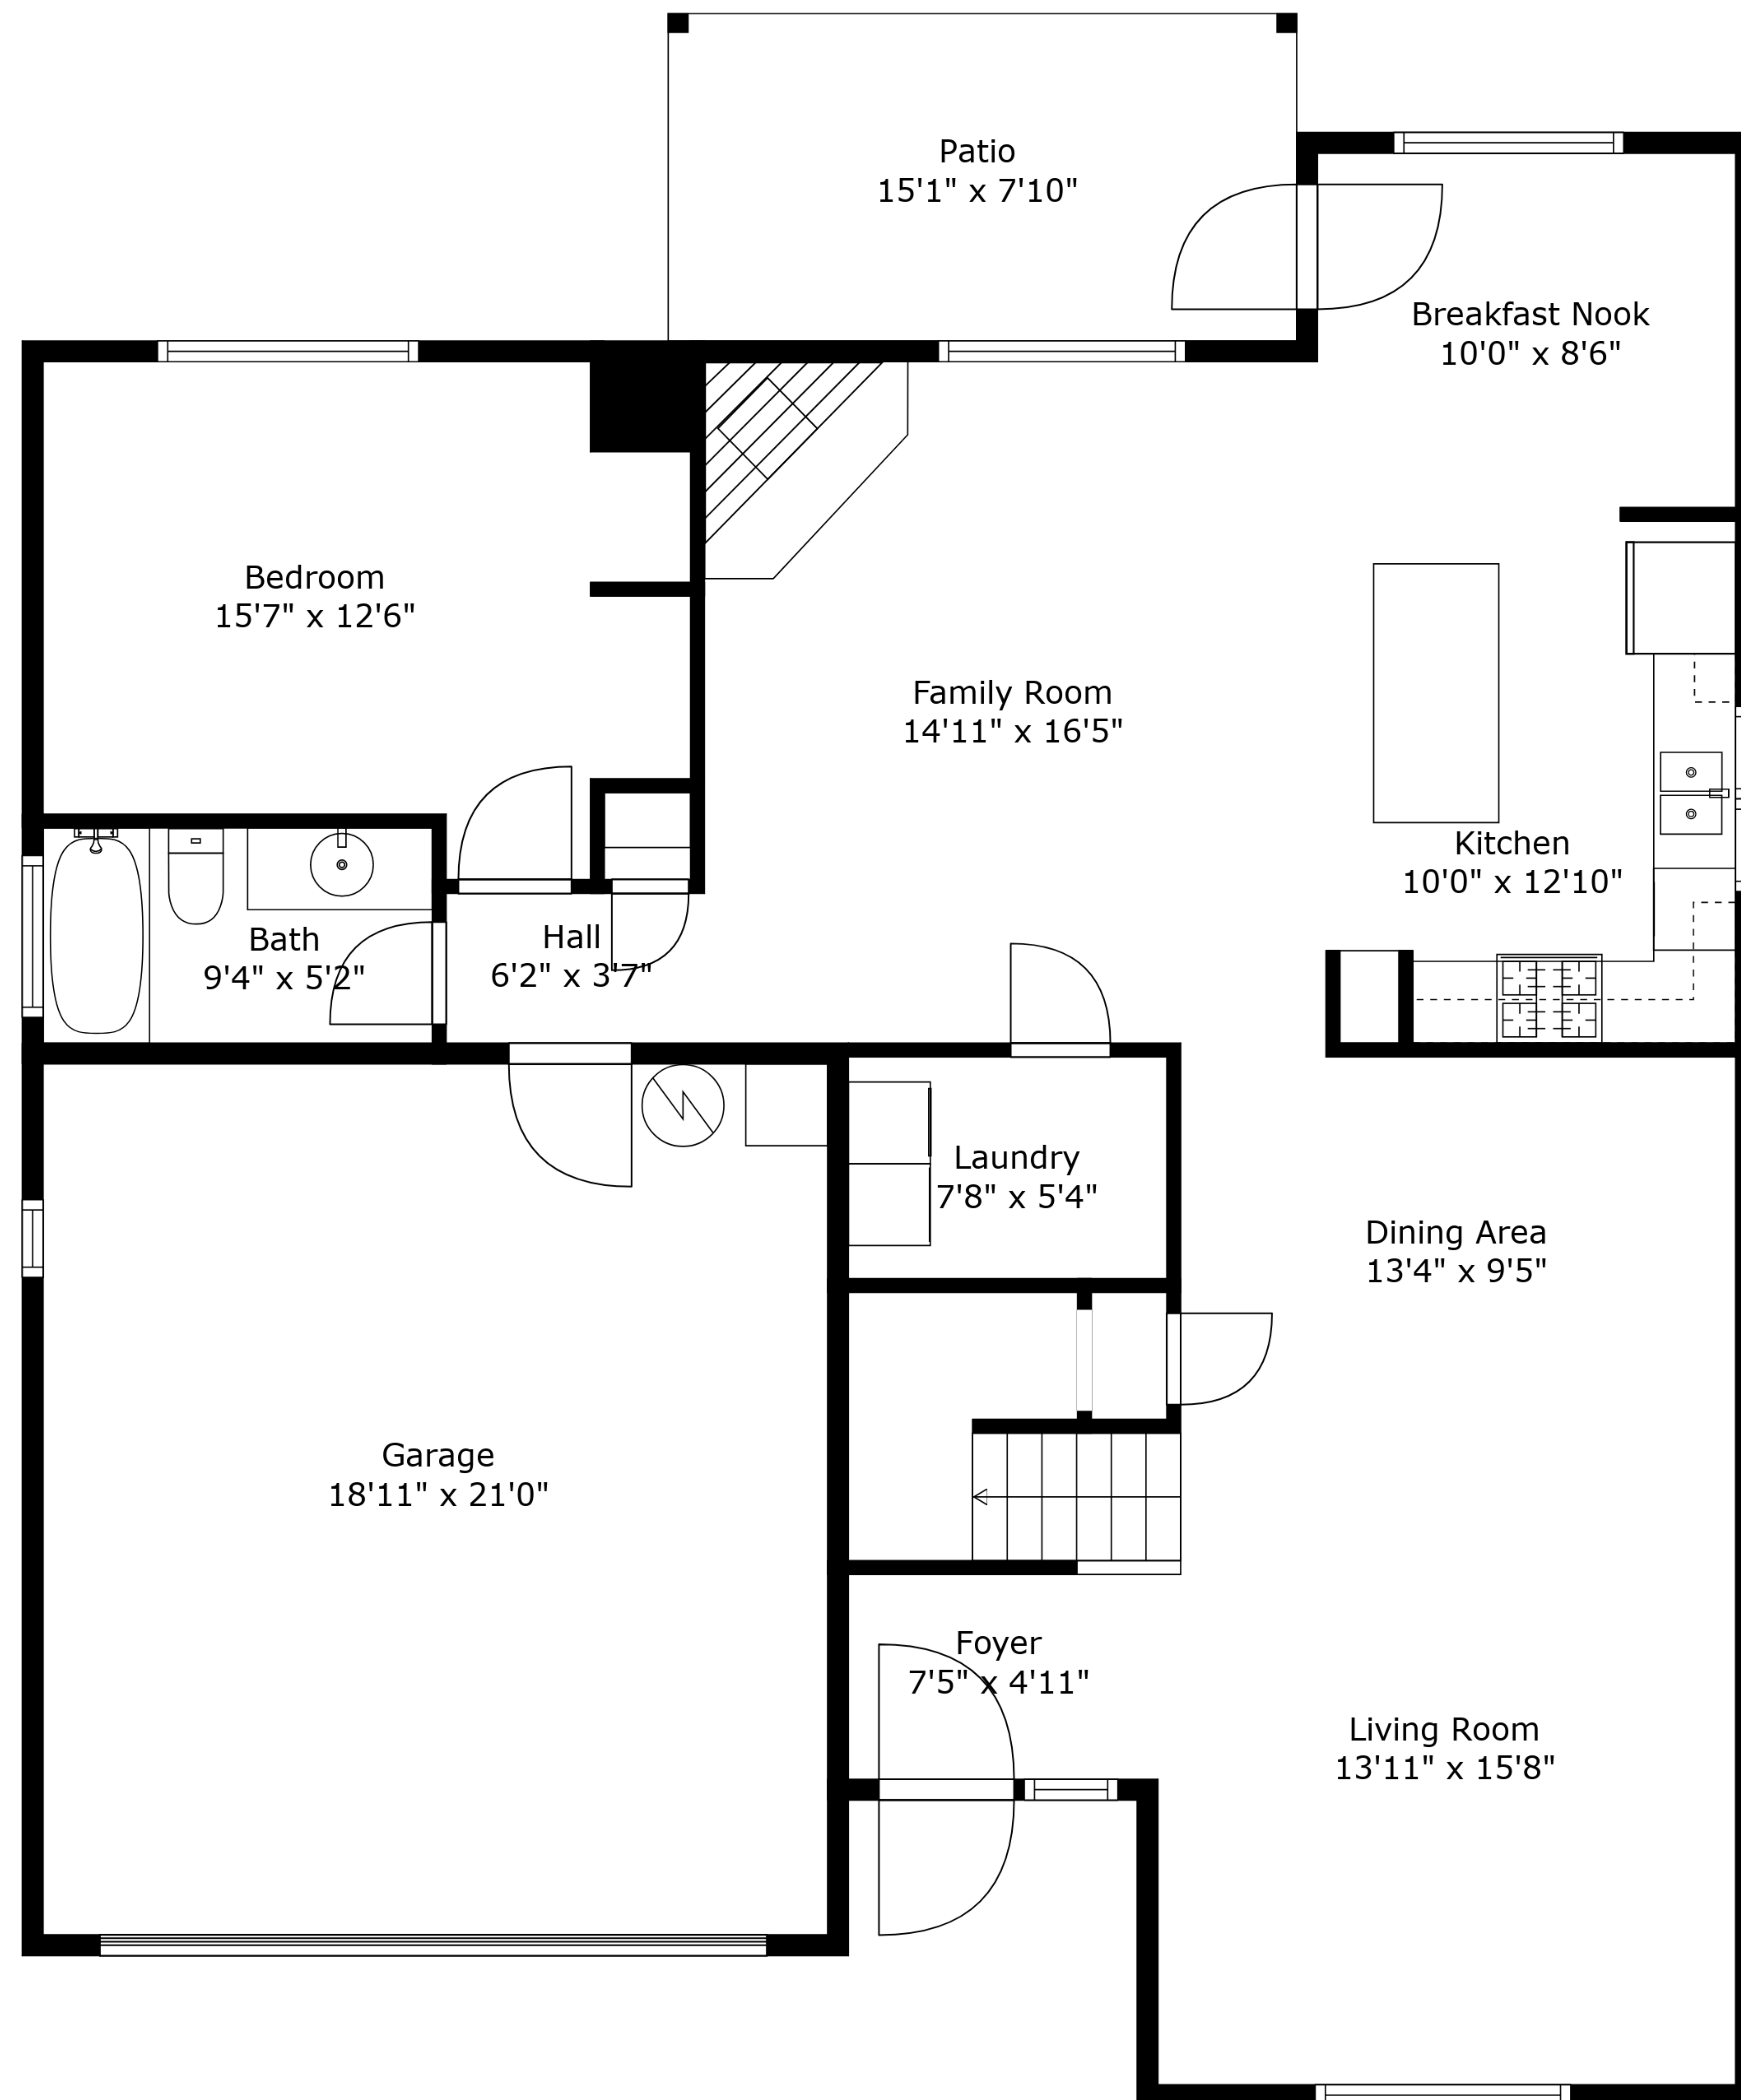 Patio
15'1" x 7'10"
Breakfast Nook
10'0" x 8'6"
Bedroom
15'7" x 12'6"
Family Room
14'11" x 16'5"
Kitchen
10'0" x 12'10"
Bath
9'4" x 5'2"
Hall
6'2" x 3'7"
Laundry
7'8" x 5'4"
Dining Area
13'4" x 9'5"
Garage
18'11" x 21'0"
Foyer
7'5" x 4'11"
Living Room
13'11" x 15'8"